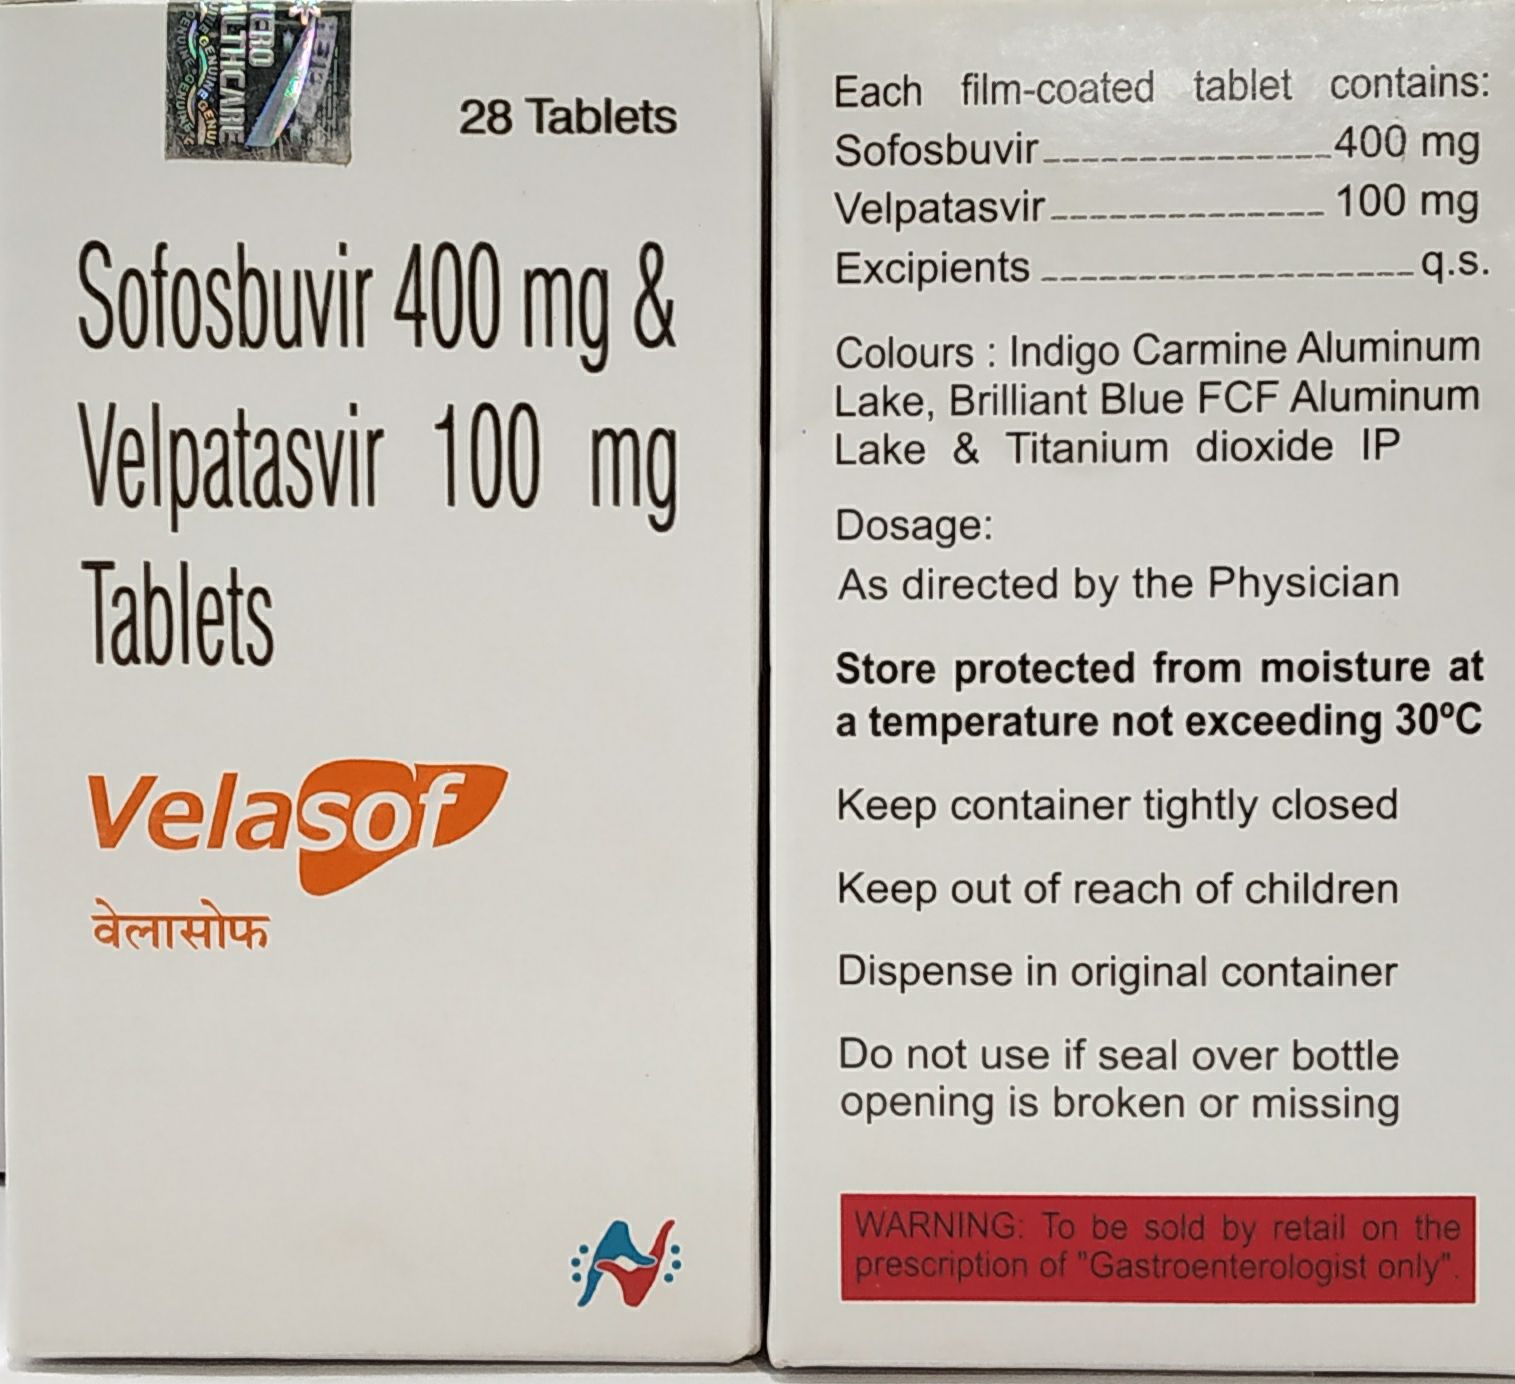 28 Tablets
Sofosbuvir 400 mg &
Velpatasvir 100 mg
Tablets
Velasof
वेलासोफ
Each film-coated tablet contains:
Sofosbuvir 400 mg
Velpatasvir 100 mg
Excipients q.s.
Colours : Indigo Carmine Aluminum
Lake, Brilliant Blue FCF Aluminum
Lake & Titanium dioxide IP
Dosage:
As directed by the Physician
Store protected from moisture at
a temperature not exceeding 30ºC
Keep container tightly closed
Keep out of reach of children
Dispense in original container
Do not use if seal over bottle
opening is broken or missing
WARNING: To be sold by retail on the
prescription of "Gastroenterologist only".